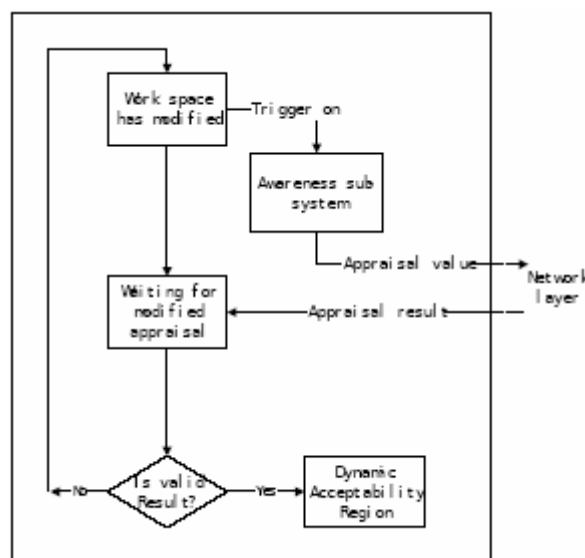 Work space
has modified
Trigger on
Awareness sub
system
Appraisal value
Network
layer
Waiting for
modified
appraisal
Appraisal result
Is valid
Result?
No
Yes
Dynamic
Acceptability
Region